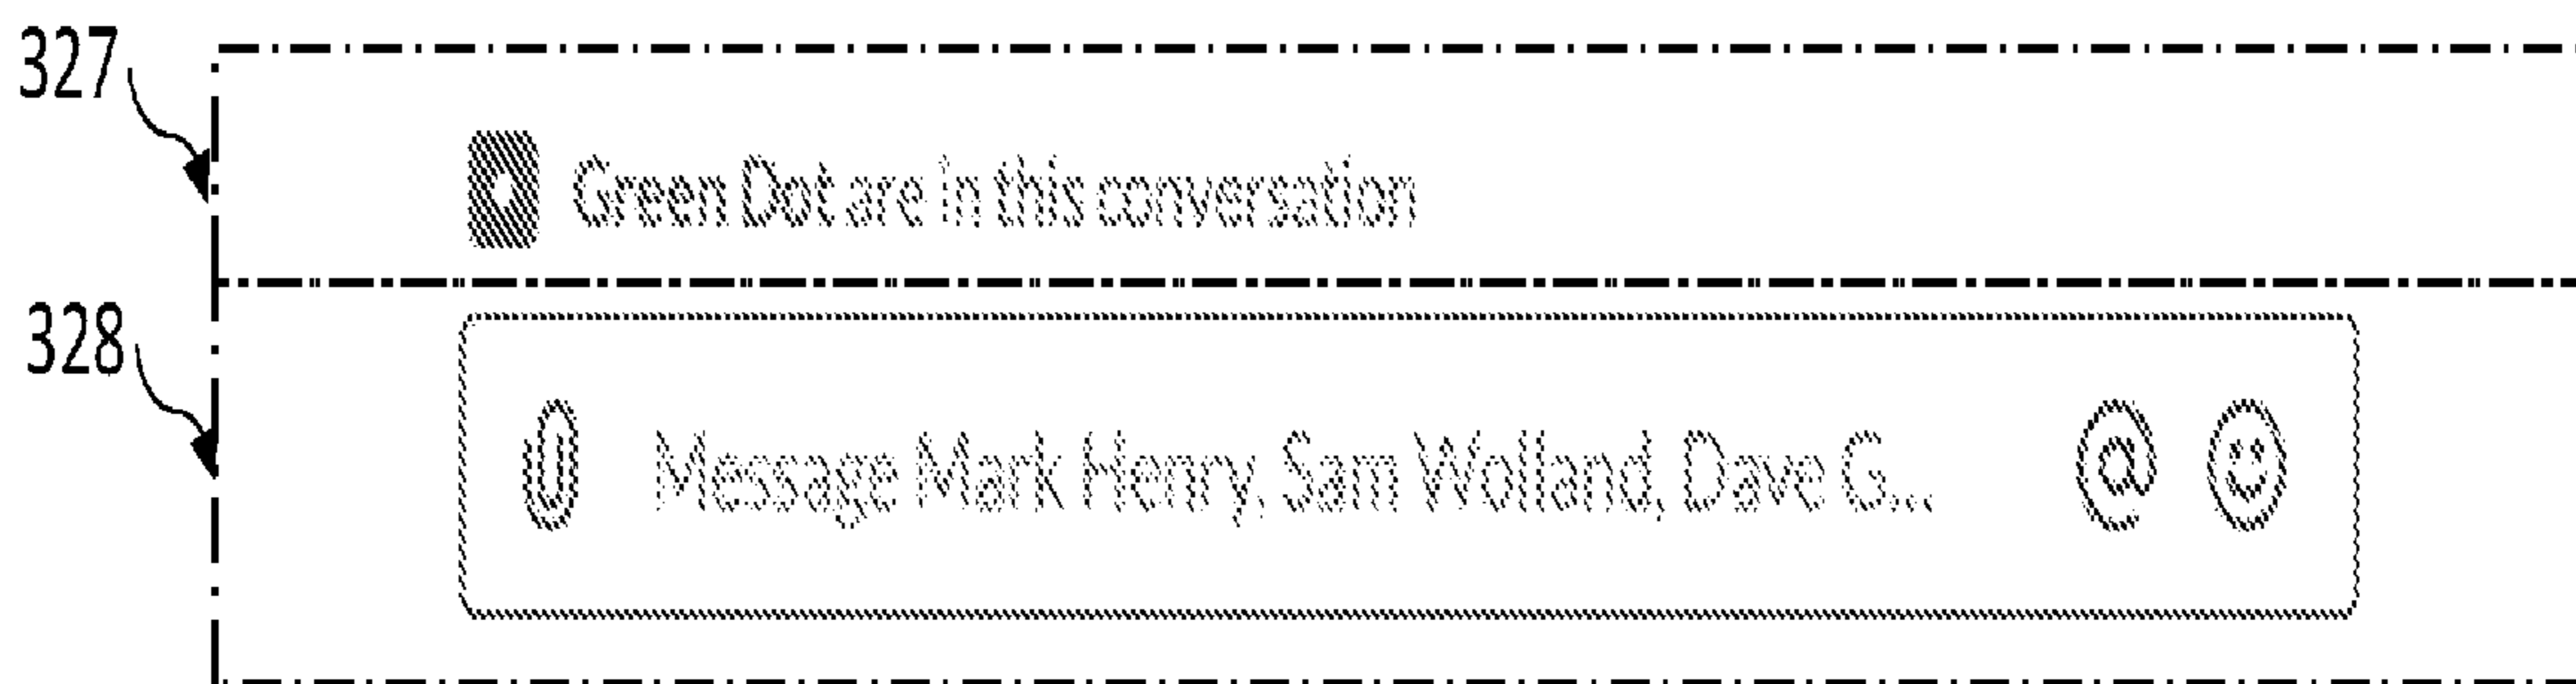 327
Green Dot are in this conversation
328
Message Mark Henry, Sam Wolland, Dave G... @